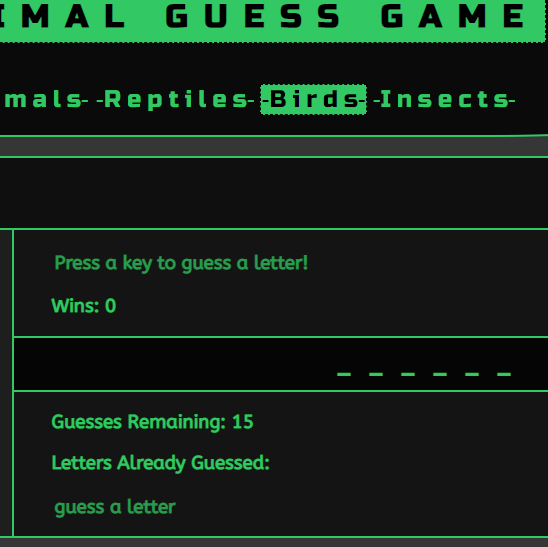 IMAL GUESS GAME
mals- -Reptiles- -Birds- -Insects-
Press a key to guess a letter!
Wins: 0
_ _ _ _ _ _
Guesses Remaining: 15
Letters Already Guessed:
guess a letter